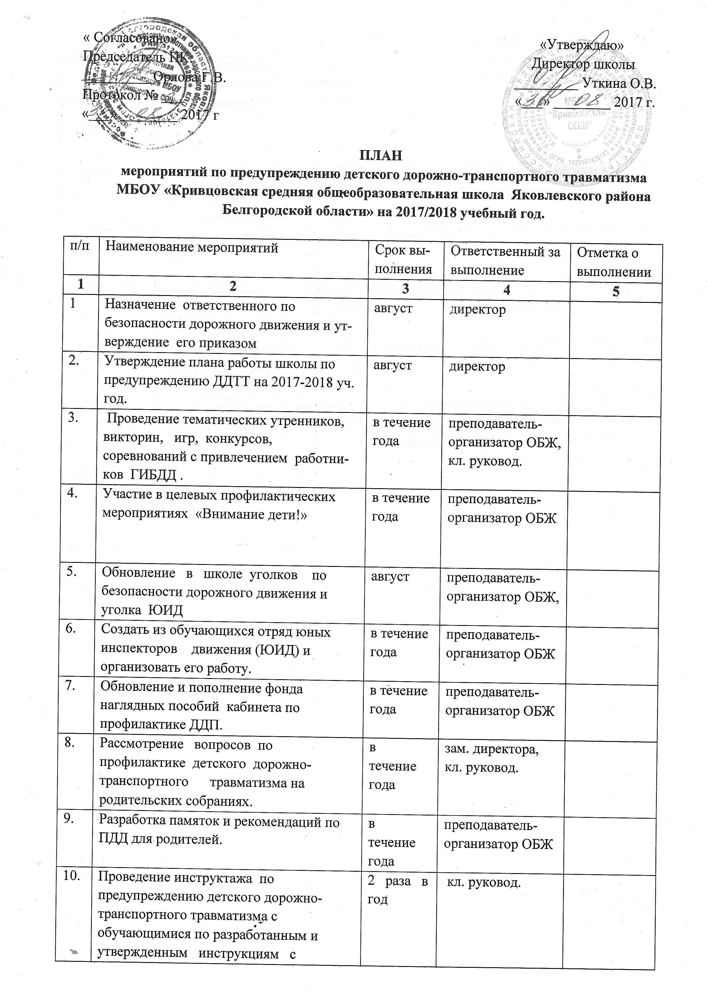 « Согласовано»
Председатель ПК
__________Орлова Г.В.
Протокол № ___
«__»________2017 г
«Утверждаю»
Директор школы
_________ Уткина О.В.
«31» 08 2017 г.
"Кривцовская
СОШ"
ОГРН 1023101456113
ПЛАН
мероприятий по предупреждению детского дорожно-транспортного травматизма
МБОУ «Кривцовская средняя общеобразовательная школа Яковлевского района
Белгородской области» на 2017/2018 учебный год.
п/п Наименование мероприятий Срок вы- Ответственный за Отметка о
полнения выполнение выполнении
1 2 3 4 5
1 Назначение ответственного по август директор
безопасности дорожного движения и ут-
верждение его приказом
2. Утверждение плана работы школы по август директор
предупреждению ДДТТ на 2017-2018 уч.
год.
3. Проведение тематических утренников, в течение преподаватель-
викторин, игр, конкурсов, года организатор ОБЖ,
соревнований с привлечением работни- кл. руковод.
ков ГИБДД .
4. Участие в целевых профилактических в течение преподаватель-
мероприятиях «Внимание дети!» года организатор ОБЖ
5. Обновление в школе уголков по август преподаватель-
безопасности дорожного движения и организатор ОБЖ,
уголка ЮИД
6. Создать из обучающихся отряд юных в течение преподаватель-
инспекторов движения (ЮИД) и года организатор ОБЖ
организовать его работу.
7. Обновление и пополнение фонда в течение преподаватель-
наглядных пособий кабинета по года организатор ОБЖ
профилактике ДДП.
8. Рассмотрение вопросов по в зам. директора,
профилактике детского дорожно- течение кл. руковод.
транспортного травматизма на года
родительских собраниях.
9. Разработка памяток и рекомендаций по в преподаватель-
ПДД для родителей. течение организатор ОБЖ
года
10. Проведение инструктажа по 2 раза в кл. руковод.
предупреждению детского дорожно- год
транспортного травматизма с
обучающимися по разработанным и
утвержденным инструкциям с